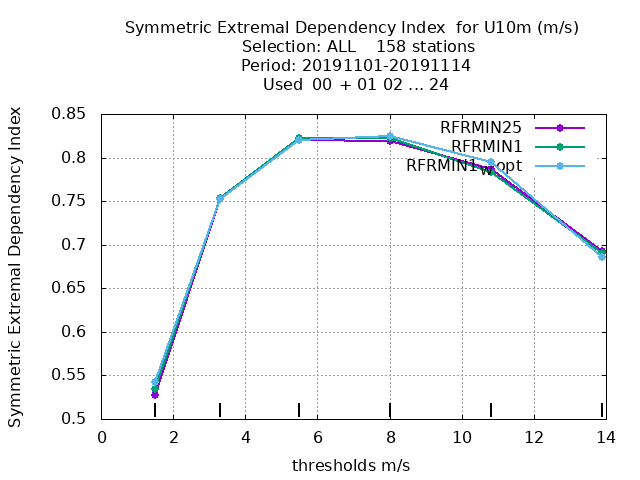 Symmetric Extremal Dependency Index for U10m (m/s)
Selection: ALL 158 stations
Period: 20191101-20191114
Used 00 + 01 02 ... 24
Symmetric Extremal Dependency Index
0.85
0.8
0.75
0.7
0.65
0.6
0.55
0.5
RFRMIN25
RFRMIN1
RFRMIN1wopt
0 2 4 6 8 10 12 14
thresholds m/s